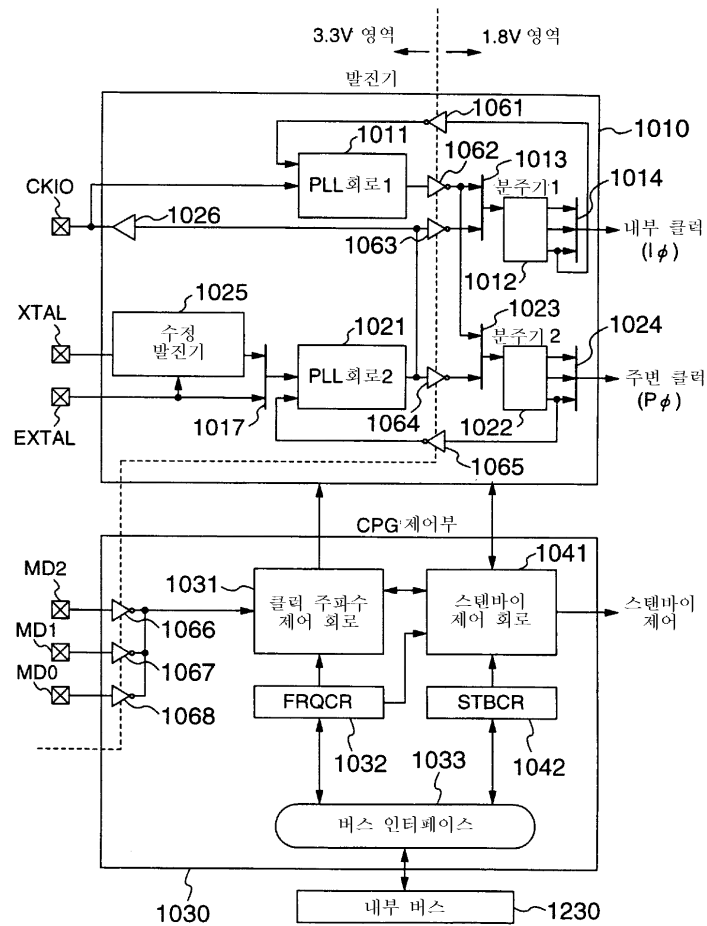 3.3V 영역
1.8V 영역
발진기
1061
1010
1011
1062
1013
1014
CKIO
PLL회로1
분주기1
1026
1063
1012
내부 클럭
(Iφ)
XTAL
1025
1021
1023
1024
수정
발진기
PLL회로2
분주기2
주변 클럭
(Pφ)
EXTAL
1017
1064
1022
1065
CPG 제어부
MD2
1031
1041
클럭 주파수
제어 회로
스탠바이
제어 회로
스탠바이
제어
1066
MD1
1067
MD0
1068
FRQCR
STBCR
1032
1042
1033
버스 인터페이스
1030
내부 버스
1230